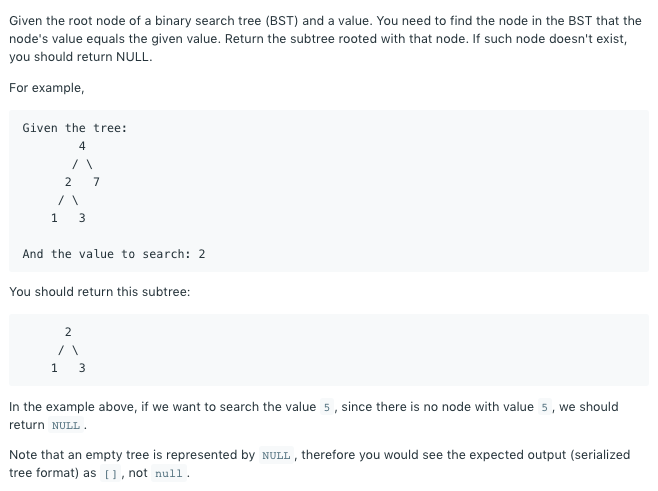 Given the root node of a binary search tree (BST) and a value. You need to find the node in the BST that the
node's value equals the given value. Return the subtree rooted with that node. If such node doesn't exist,
you should return NULL.
For example,
Given the tree:
        4
       / \
      2   7
     / \
    1   3
And the value to search: 2
You should return this subtree:
      2
     / \
    1   3
In the example above, if we want to search the value 5, since there is no node with value 5, we should
return NULL.
Note that an empty tree is represented by NULL, therefore you would see the expected output (serialized
tree format) as [], not null.